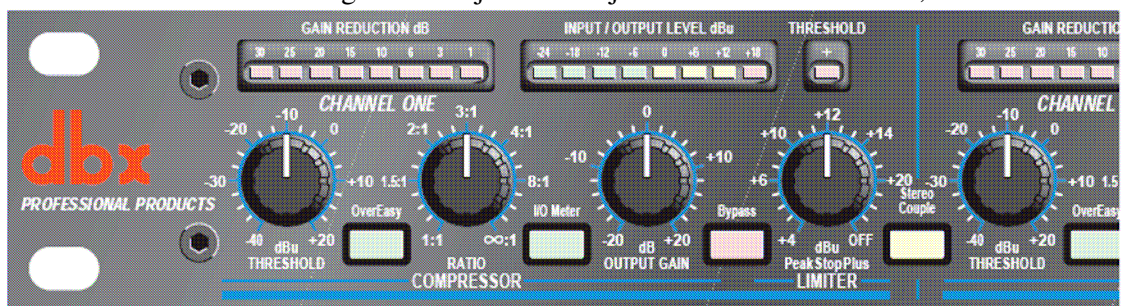 GAIN REDUCTION dB
30 25 20 15 10 6 3 1
INPUT / OUTPUT LEVEL dBu
-24 -18 -12 -6 0 +6 +12 +18
THRESHOLD
+
GAIN REDUCTIO
30 25 20 15 10
CHANNEL ONE
CHANNEL
dbx
PROFESSIONAL PRODUCTS
-40 -30 -20 -10 0 +10 +20
dBu
THRESHOLD
OverEasy
1:1 1.5:1 2:1 3:1 4:1 8:1 ∞:1
RATIO
COMPRESSOR
I/O Meter
-20 -10 0 +10 +20
dB
OUTPUT GAIN
Bypass
+4 +6 +10 +12 +14 +20 OFF
dBu
PeakStopPlus
LIMITER
Stereo
Couple
-40 -30 -20 -10 0 +10 +20
dBu
THRESHOLD
OverEasy
1.5